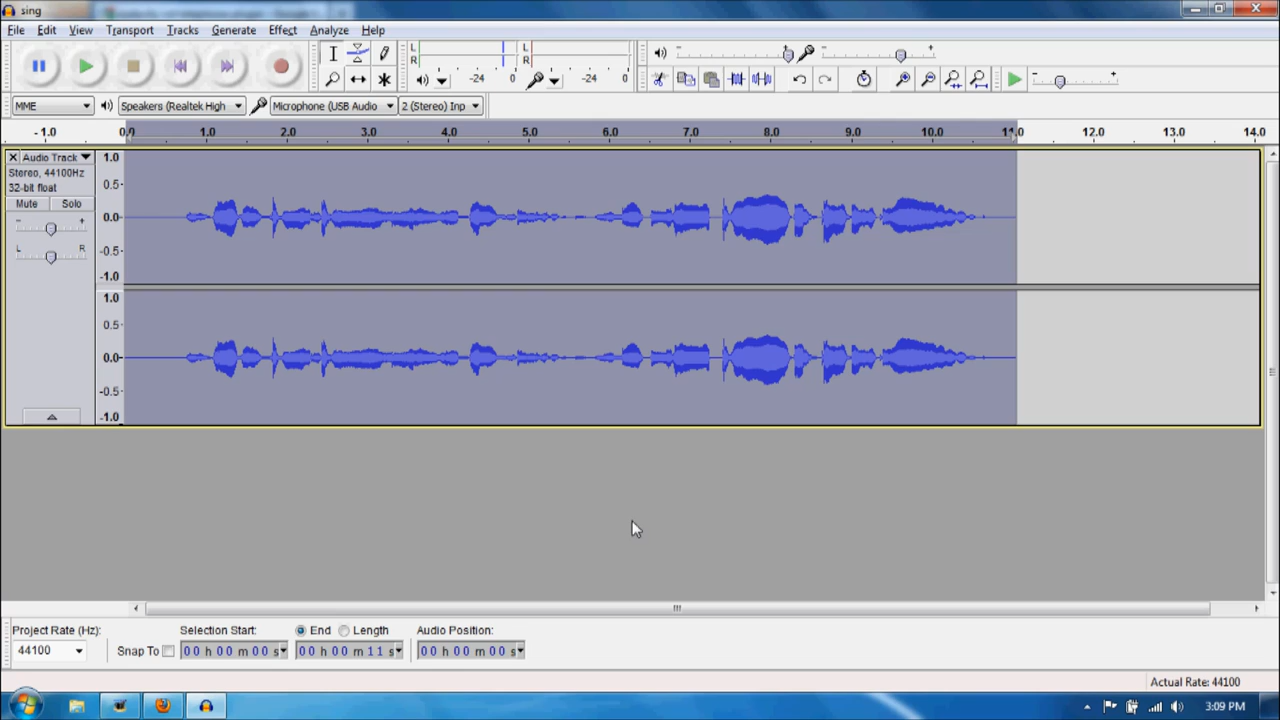 sing
File Edit View Transport Tracks Generate Effect Analyze Help
L
R
-24 0
L
R
-24 0
MME Speakers (Realtek High Microphone (USB Audio 2 (Stereo) Inp
-1.0 0.0 1.0 2.0 3.0 4.0 5.0 6.0 7.0 8.0 9.0 10.0 11.0 12.0 13.0 14.0
Audio Track
Stereo, 44100Hz
32-bit float
Mute Solo
- +
L R
1.0
0.5
0.0
-0.5
-1.0
1.0
0.5
0.0
-0.5
-1.0
Project Rate (Hz): Selection Start: End Length Audio Position:
44100 Snap To 00 h 00 m 00 s 00 h 00 m 11 s 00 h 00 m 00 s
Actual Rate: 44100
3:09 PM